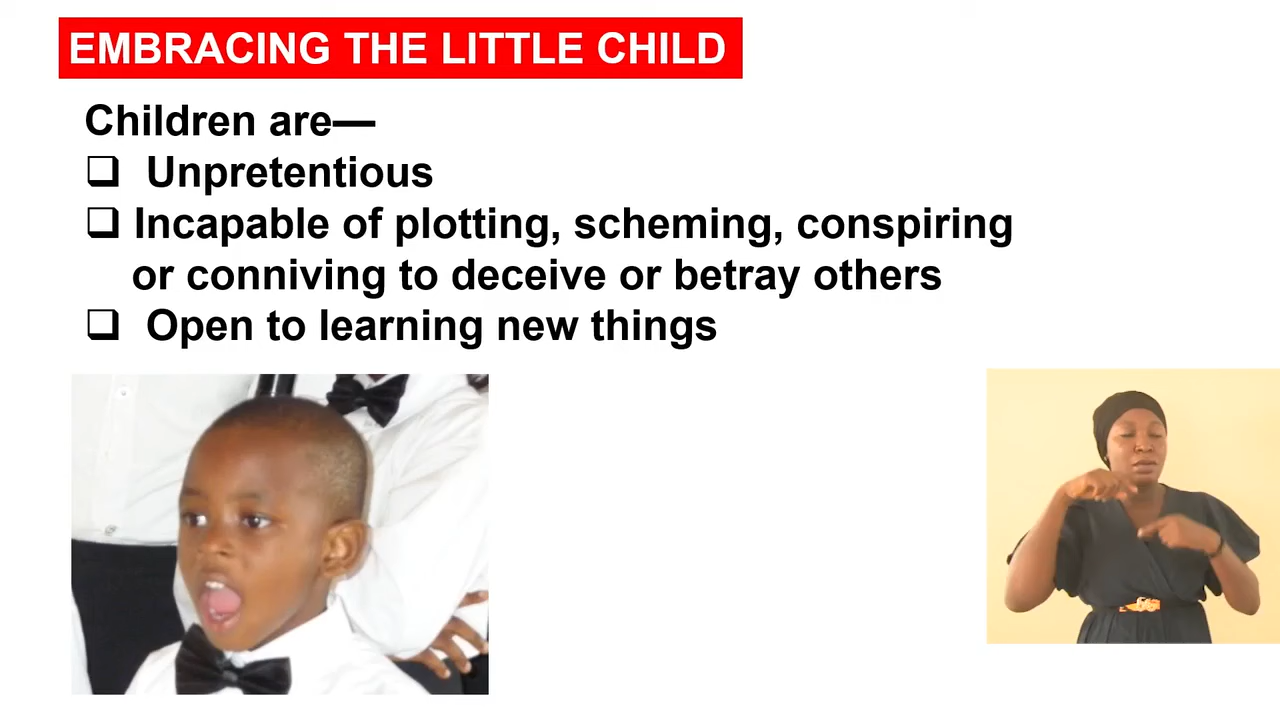 EMBRACING THE LITTLE CHILD
Children are—
❑ Unpretentious
❑ Incapable of plotting, scheming, conspiring
or conniving to deceive or betray others
❑ Open to learning new things